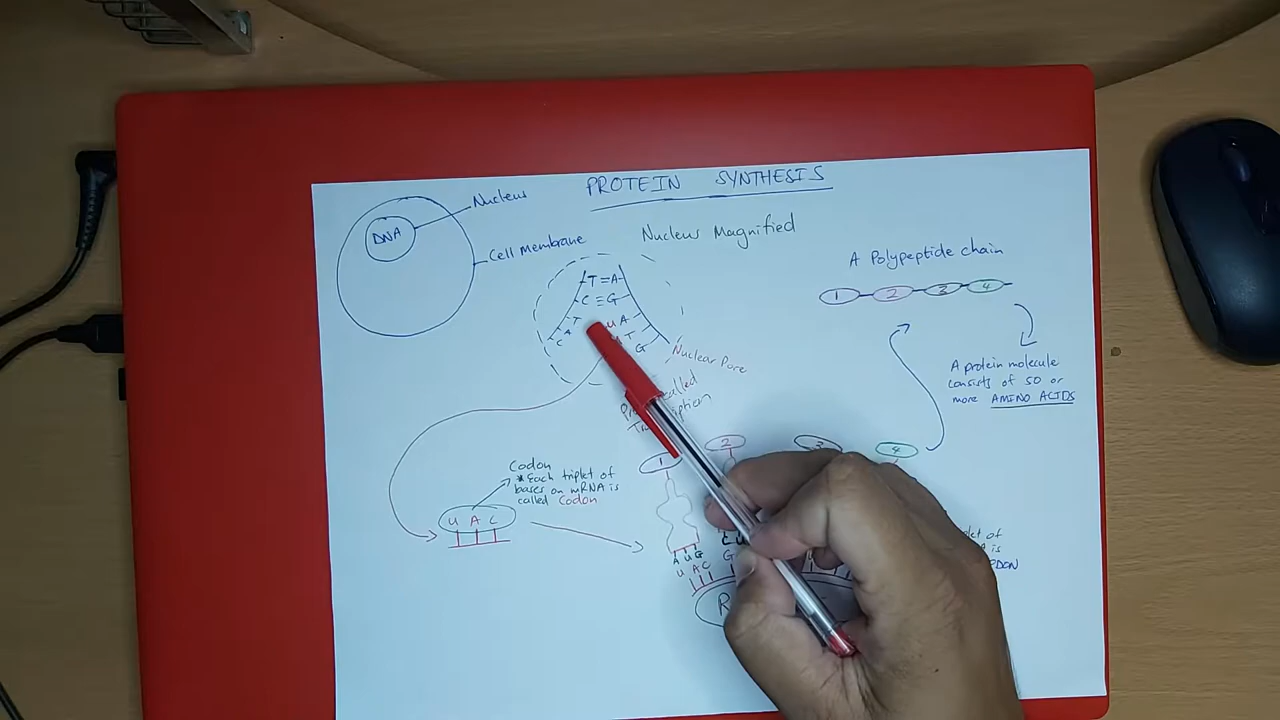 PROTEIN SYNTHESIS
Nucleus
DNA
Cell Membrane
Nucleus Magnified
T=A
C≡G
T
u A
A
T
C
G
Nuclear Pore
called
A Polypeptide chain
1 2 3 4
A protein molecule
consists of 50 or
more AMINO ACIDS
Codon
* Each triplet of
bases on mRNA is
called Codon
U A C
1
2
3
4
A U G
U A C
G
R